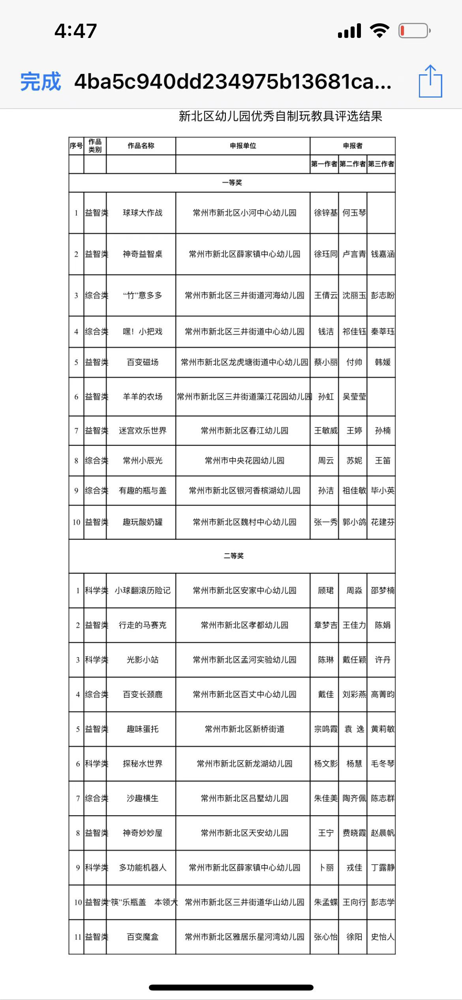 4:47
完成 4ba5c940dd234975b13681ca...
新北区幼儿园优秀自制玩教具评选结果
序号 作品类别 作品名称 申报单位 申报者
第一作者 第二作者 第三作者
一等奖
1 益智类 球球大作战 常州市新北区小河中心幼儿园 徐锌基 何玉琴
2 益智类 神奇益智桌 常州市新北区薛家镇中心幼儿园 徐珏同 卢言青 钱嘉涵
3 综合类 “竹”意多多 常州市新北区三井街道河海幼儿园 王倩云 沈丽玉 彭志盼
4 综合类 嘿！小把戏 常州市新北区三井街道中心幼儿园 钱洁 祁佳钰 秦莘珏
5 益智类 百变磁场 常州市新北区龙虎塘街道中心幼儿园 蔡小丽 付帅 韩媛
6 益智类 羊羊的农场 常州市新北区三井街道藻江花园幼儿园 孙虹 吴莹莹
7 益智类 迷宫欢乐世界 常州市新北区春江幼儿园 王敏威 王婷 孙楠
8 综合类 常州小辰光 常州市中央花园幼儿园 周云 苏妮 王笛
9 综合类 有趣的瓶与盖 常州市新北区银河香槟湖幼儿园 孙洁 祖佳敏 毕小英
10 益智类 趣玩酸奶罐 常州市新北区魏村中心幼儿园 张一秀 郭小鸽 花建芬
二等奖
1 科学类 小球翻滚历险记 常州市新北区安家中心幼儿园 顾珺 周淼 邵梦楠
2 益智类 行走的马赛克 常州市新北区孝都幼儿园 章梦吉 王佳力 陈娟
3 科学类 光影小站 常州市新北区孟河实验幼儿园 陈琳 戴任颖 许丹
4 综合类 百变长颈鹿 常州市新北区百丈中心幼儿园 戴佳 刘彩燕 高菁昀
5 益智类 趣味蛋托 常州市新北区新桥街道 宗鸣霞 袁 逸 黄莉敏
6 科学类 探秘水世界 常州市新北区新龙湖幼儿园 杨文影 杨慧 毛冬琴
7 综合类 沙趣横生 常州市新北区吕墅幼儿园 朱佳美 陶齐佩 陈志群
8 益智类 神奇妙妙屋 常州市新北区天安幼儿园 王宁 费晓霞 赵晨帆
9 科学类 多功能机器人 常州市新北区薛家镇中心幼儿园 卜丽 戎佳 丁露静
10 益智类 “筷”乐瓶盖 本领大 常州市新北区三井街道华山幼儿园 朱孟蝶 王向行 彭志学
11 益智类 百变魔盒 常州市新北区雅居乐星河湾幼儿园 张心怡 徐阳 史怡人